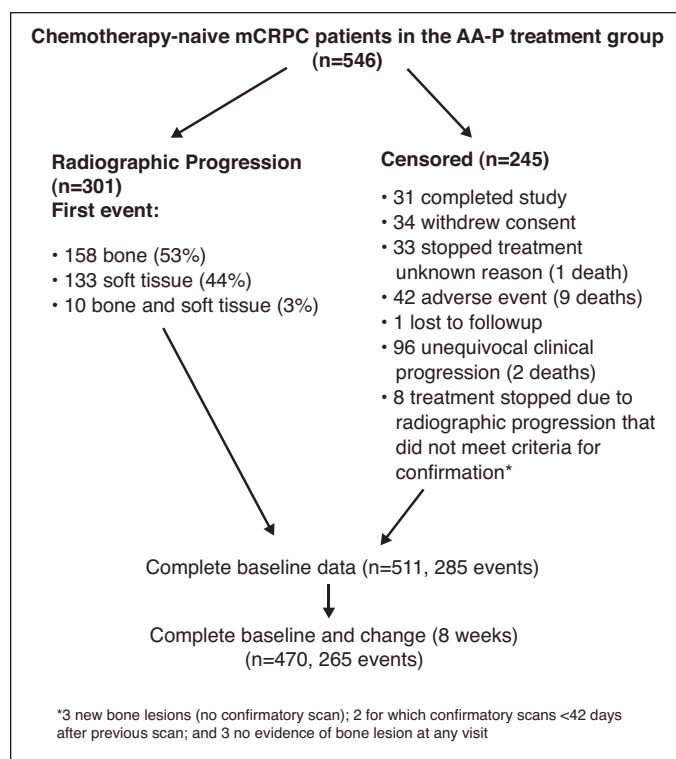 Chemotherapy-naive mCRPC patients in the AA-P treatment group
(n=546)
Radiographic Progression
(n=301)
First event:
• 158 bone (53%)
• 133 soft tissue (44%)
• 10 bone and soft tissue (3%)
Censored (n=245)
• 31 completed study
• 34 withdrew consent
• 33 stopped treatment
unknown reason (1 death)
• 42 adverse event (9 deaths)
• 1 lost to followup
• 96 unequivocal clinical
progression (2 deaths)
• 8 treatment stopped due to
radiographic progression that
did not meet criteria for
confirmation*
Complete baseline data (n=511, 285 events)
Complete baseline and change (8 weeks)
(n=470, 265 events)
*3 new bone lesions (no confirmatory scan); 2 for which confirmatory scans <42 days
after previous scan; and 3 no evidence of bone lesion at any visit